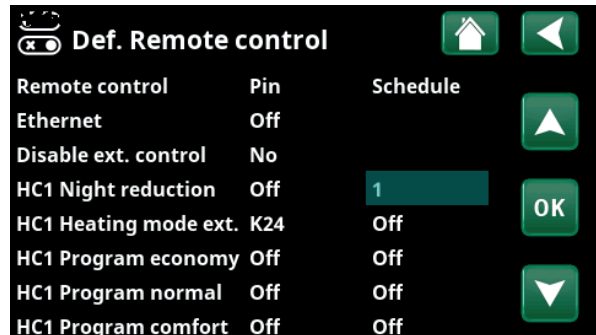 Def. Remote control
Remote control Pin Schedule
Ethernet Off
Disable ext. control No
HC1 Night reduction Off 1
HC1 Heating mode ext. K24 Off
HC1 Program economy Off Off
HC1 Program normal Off Off
HC1 Program comfort Off Off
OK